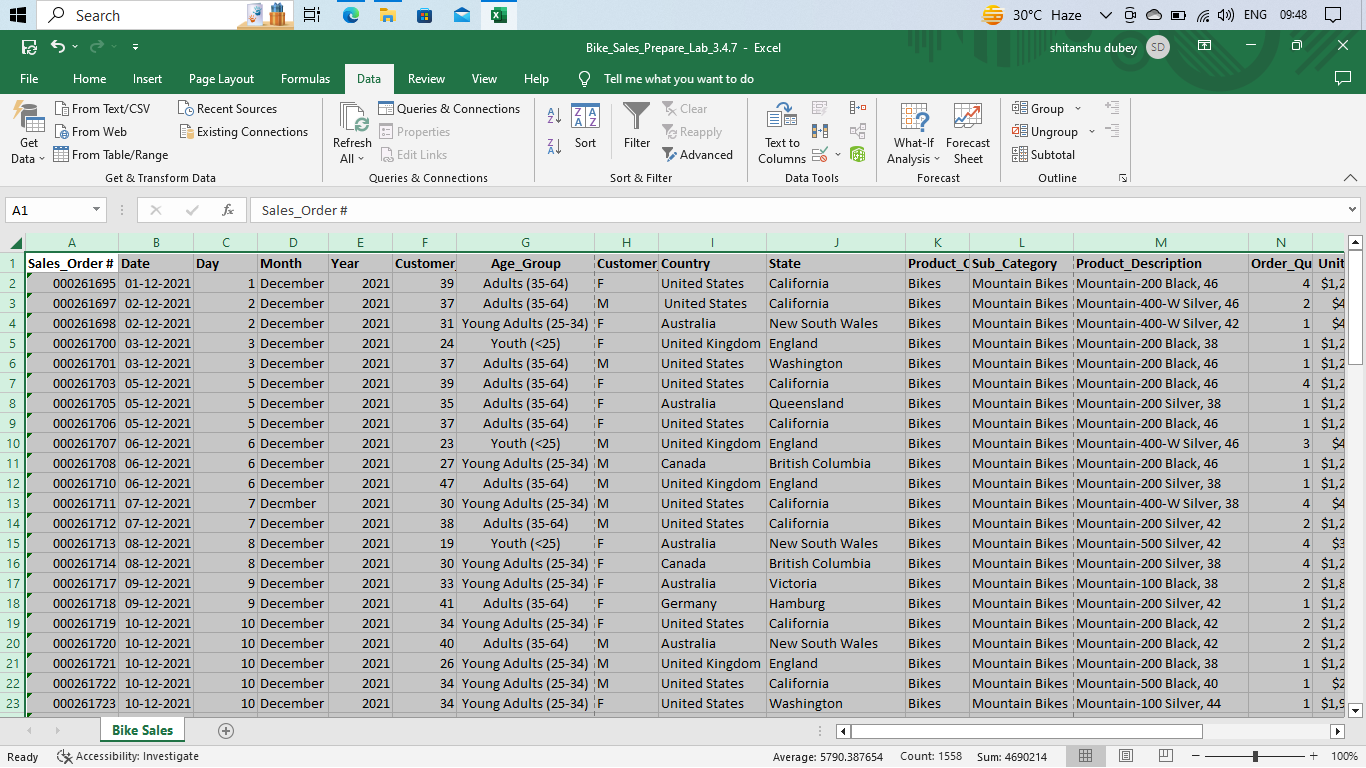 Search 30°C Haze ENG 09:48
Bike_Sales_Prepare_Lab_3.4.7 - Excel shitanshu dubey SD
File Home Insert Page Layout Formulas Data Review View Help Tell me what you want to do
Get Data From Text/CSV From Web From Table/Range Recent Sources Existing Connections
Refresh All Queries & Connections Properties Edit Links
Sort Filter Clear Reapply Advanced
Text to Columns What-If Analysis Forecast Sheet Group Ungroup Subtotal
Get & Transform Data Queries & Connections Sort & Filter Data Tools Forecast Outline
A1 fx Sales_Order #
A B C D E F G H I J K L M N
1 Sales_Order # Date Day Month Year Customer Age_Group Customer Country State Product_C Sub_Category Product_Description Order_Qu Unit
2 000261695 01-12-2021 1 December 2021 39 Adults (35-64) F United States California Bikes Mountain Bikes Mountain-200 Black, 46 4 $1,2
3 000261697 02-12-2021 2 December 2021 37 Adults (35-64) M United States California Bikes Mountain Bikes Mountain-400-W Silver, 46 2 $4
4 000261698 02-12-2021 2 December 2021 31 Young Adults (25-34) F Australia New South Wales Bikes Mountain Bikes Mountain-400-W Silver, 42 1 $4
5 000261700 03-12-2021 3 December 2021 24 Youth (<25) F United Kingdom England Bikes Mountain Bikes Mountain-200 Black, 38 1 $1,2
6 000261701 03-12-2021 3 December 2021 37 Adults (35-64) M United States Washington Bikes Mountain Bikes Mountain-200 Black, 46 1 $1,2
7 000261703 05-12-2021 5 December 2021 39 Adults (35-64) F United States California Bikes Mountain Bikes Mountain-200 Black, 46 4 $1,2
8 000261705 05-12-2021 5 December 2021 35 Adults (35-64) F Australia Queensland Bikes Mountain Bikes Mountain-200 Silver, 38 1 $1,2
9 000261706 05-12-2021 5 December 2021 37 Adults (35-64) F United States California Bikes Mountain Bikes Mountain-200 Black, 46 1 $1,2
10 000261707 06-12-2021 6 December 2021 23 Youth (<25) M United Kingdom England Bikes Mountain Bikes Mountain-400-W Silver, 46 3 $4
11 000261708 06-12-2021 6 December 2021 27 Young Adults (25-34) M Canada British Columbia Bikes Mountain Bikes Mountain-200 Black, 46 1 $1,2
12 000261710 06-12-2021 6 December 2021 47 Adults (35-64) M United Kingdom England Bikes Mountain Bikes Mountain-200 Silver, 38 1 $1,2
13 000261711 07-12-2021 7 Decmber 2021 30 Young Adults (25-34) M United States California Bikes Mountain Bikes Mountain-400-W Silver, 38 4 $4
14 000261712 07-12-2021 7 December 2021 38 Adults (35-64) M United States California Bikes Mountain Bikes Mountain-200 Silver, 42 2 $1,2
15 000261713 08-12-2021 8 December 2021 19 Youth (<25) M Australia New South Wales Bikes Mountain Bikes Mountain-500 Silver, 42 4 $3
16 000261714 08-12-2021 8 December 2021 30 Young Adults (25-34) F Canada British Columbia Bikes Mountain Bikes Mountain-200 Silver, 38 4 $1,2
17 000261717 09-12-2021 9 December 2021 33 Young Adults (25-34) F Australia Victoria Bikes Mountain Bikes Mountain-100 Black, 38 2 $1,8
18 000261718 09-12-2021 9 December 2021 41 Adults (35-64) F Germany Hamburg Bikes Mountain Bikes Mountain-200 Silver, 42 1 $1,2
19 000261719 10-12-2021 10 December 2021 34 Young Adults (25-34) F United States California Bikes Mountain Bikes Mountain-200 Black, 42 2 $1,2
20 000261720 10-12-2021 10 December 2021 40 Adults (35-64) M Australia New South Wales Bikes Mountain Bikes Mountain-200 Black, 42 2 $1,2
21 000261721 10-12-2021 10 December 2021 26 Young Adults (25-34) M United Kingdom England Bikes Mountain Bikes Mountain-200 Black, 38 1 $1,2
22 000261722 10-12-2021 10 December 2021 34 Young Adults (25-34) M United States California Bikes Mountain Bikes Mountain-500 Black, 40 1 $2
23 000261723 10-12-2021 10 December 2021 34 Young Adults (25-34) F United States Washington Bikes Mountain Bikes Mountain-100 Silver, 44 1 $1,9
Bike Sales
Ready Accessibility: Investigate Average: 5790.387654 Count: 1558 Sum: 4690214 100%